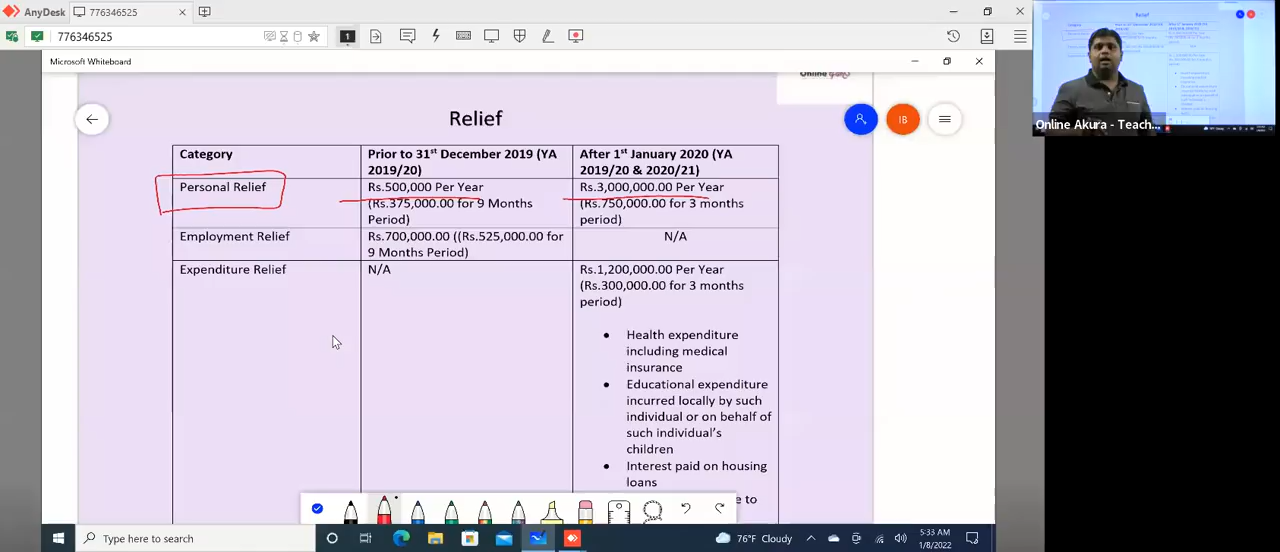 AnyDesk
776346525
776346525
1
Microsoft Whiteboard
Online
Relief
IB
Category
Prior to 31st December 2019 (YA
2019/20)
After 1st January 2020 (YA
2019/20 & 2020/21)
Personal Relief
Rs.500,000 Per Year
(Rs.375,000.00 for 9 Months
Period)
Rs.3,000,000.00 Per Year
(Rs.750,000.00 for 3 months
period)
Employment Relief
Rs.700,000.00 ((Rs.525,000.00 for
9 Months Period)
N/A
Expenditure Relief
N/A
Rs.1,200,000.00 Per Year
(Rs.300,000.00 for 3 months
period)
• Health expenditure
including medical
insurance
• Educational expenditure
incurred locally by such
individual or on behalf of
such individual's
children
• Interest paid on housing
loans
to
Type here to search
76°F Cloudy
5:33 AM
1/8/2022
Relief
Online Akura - Teach...